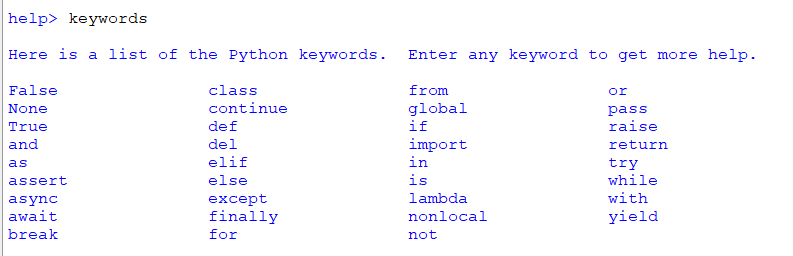 help> keywords
Here is a list of the Python keywords.  Enter any keyword to get more help.
False               class               from                or
None                continue            global              pass
True                def                 if                  raise
and                 del                 import              return
as                  elif                in                  try
assert              else                is                  while
async               except              lambda              with
await               finally             nonlocal            yield
break               for                 not